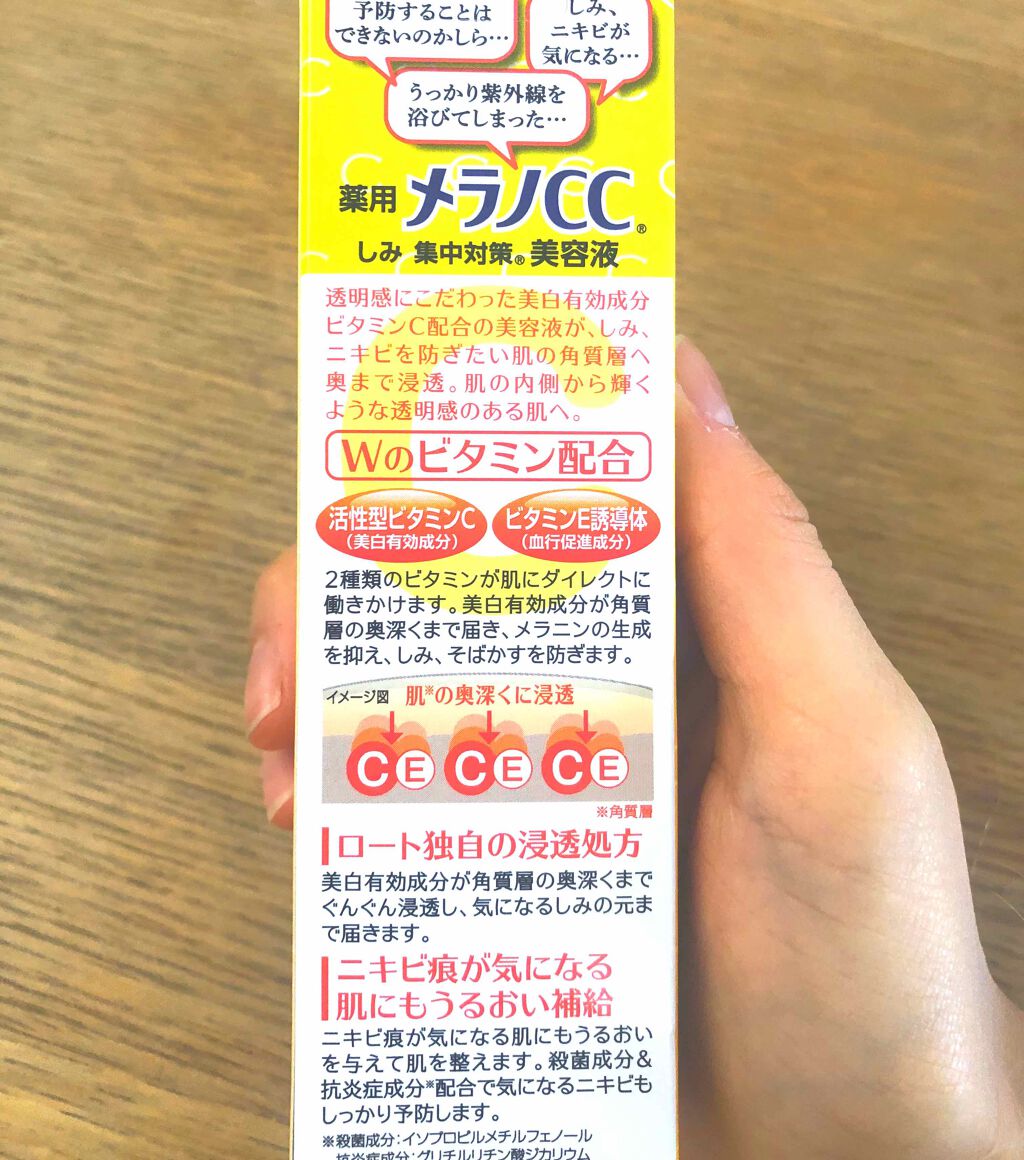 予防することは
できないのかしら…
しみ、
ニキビが
気になる…
うっかり紫外線を
浴びてしまった…
薬用 メラノCC®
しみ 集中対策® 美容液
透明感にこだわった美白有効成分
ビタミンC配合の美容液が、しみ、
ニキビを防ぎたい肌の角質層へ
奥まで浸透。肌の内側から輝く
ような透明感のある肌へ。
Wのビタミン配合
活性型ビタミンC
(美白有効成分)
ビタミンE誘導体
(血行促進成分)
2種類のビタミンが肌にダイレクトに
働きかけます。美白有効成分が角質
層の奥深くまで届き、メラニンの生成
を抑え、しみ、そばかすを防ぎます。
イメージ図 肌※の奥深くに浸透
C E C E C E
※角質層
ロート独自の浸透処方
美白有効成分が角質層の奥深くまで
ぐんぐん浸透し、気になるしみの元ま
で届きます。
ニキビ痕が気になる
肌にもうるおい補給
ニキビ痕が気になる肌にもうるおい
を与えて肌を整えます。殺菌成分&
抗炎症成分※配合で気になるニキビも
しっかり予防します。
※殺菌成分:イソプロピルメチルフェノール
抗炎症成分:グリチルリチン酸ジカリウム